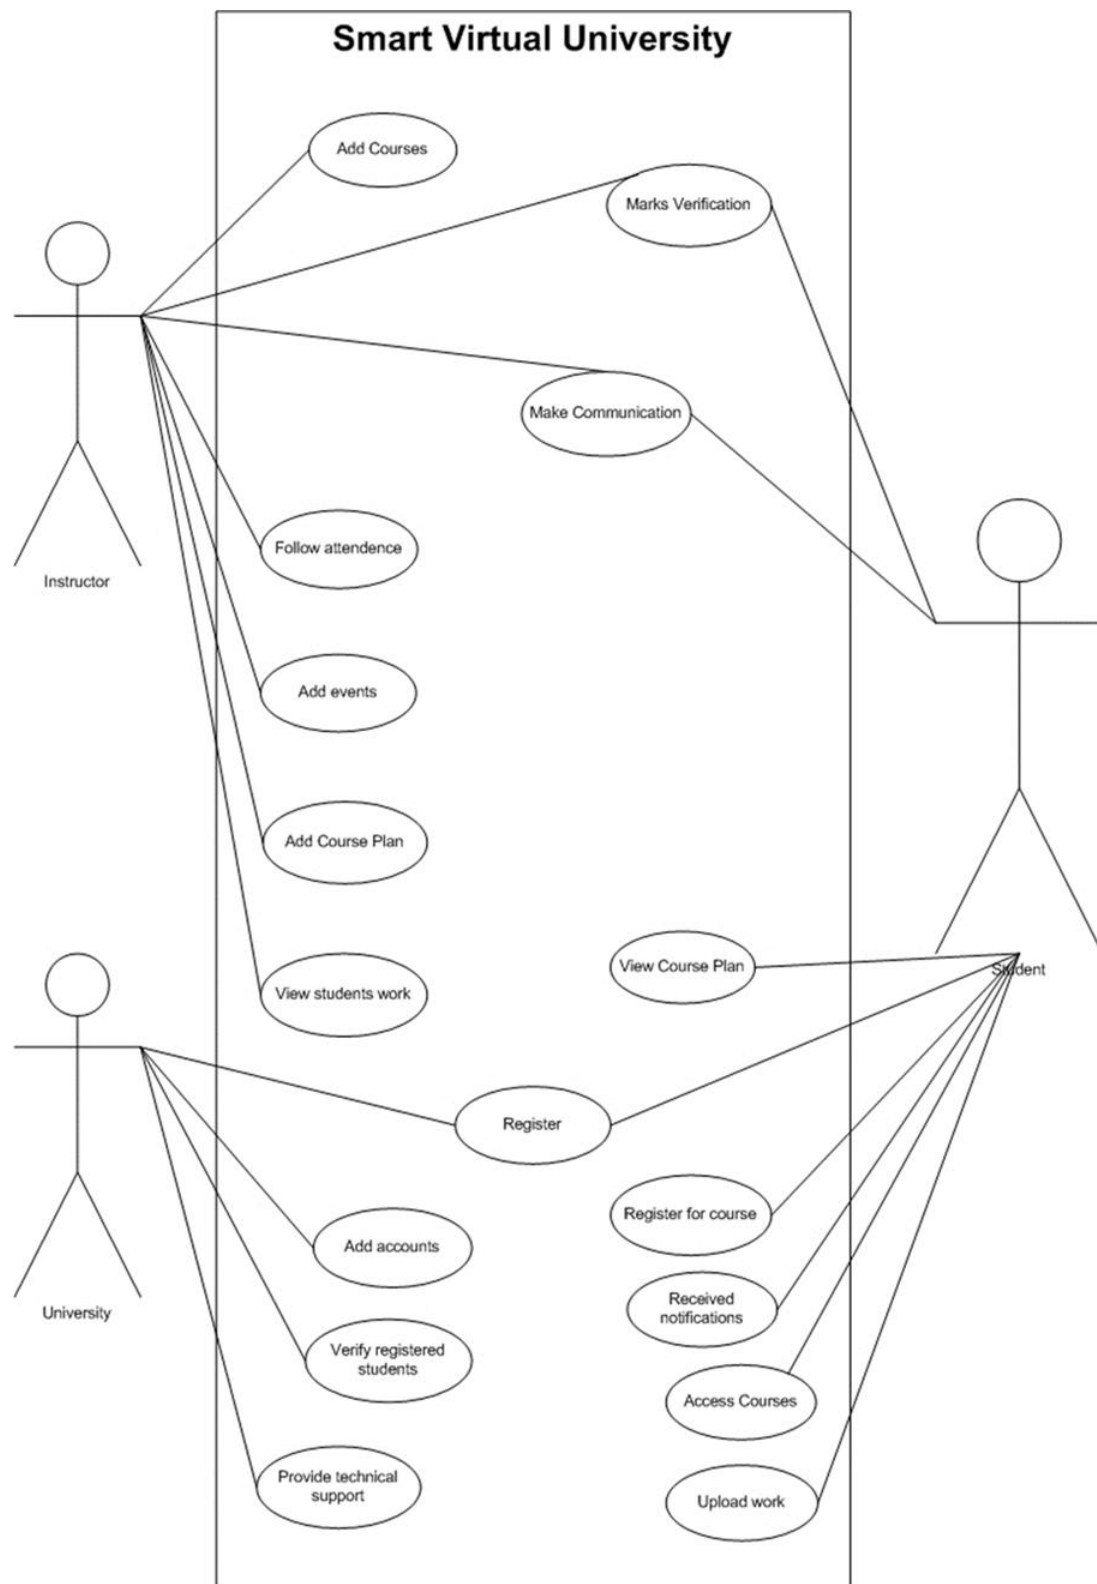 Smart Virtual University
Add Courses
Marks Verification
Make Communication
Follow attendence
Instructor
Add events
Add Course Plan
View Course Plan
Student
View students work
Register
Register for course
Add accounts
Received
notifications
University
Verify registered
students
Access Courses
Provide technical
support
Upload work